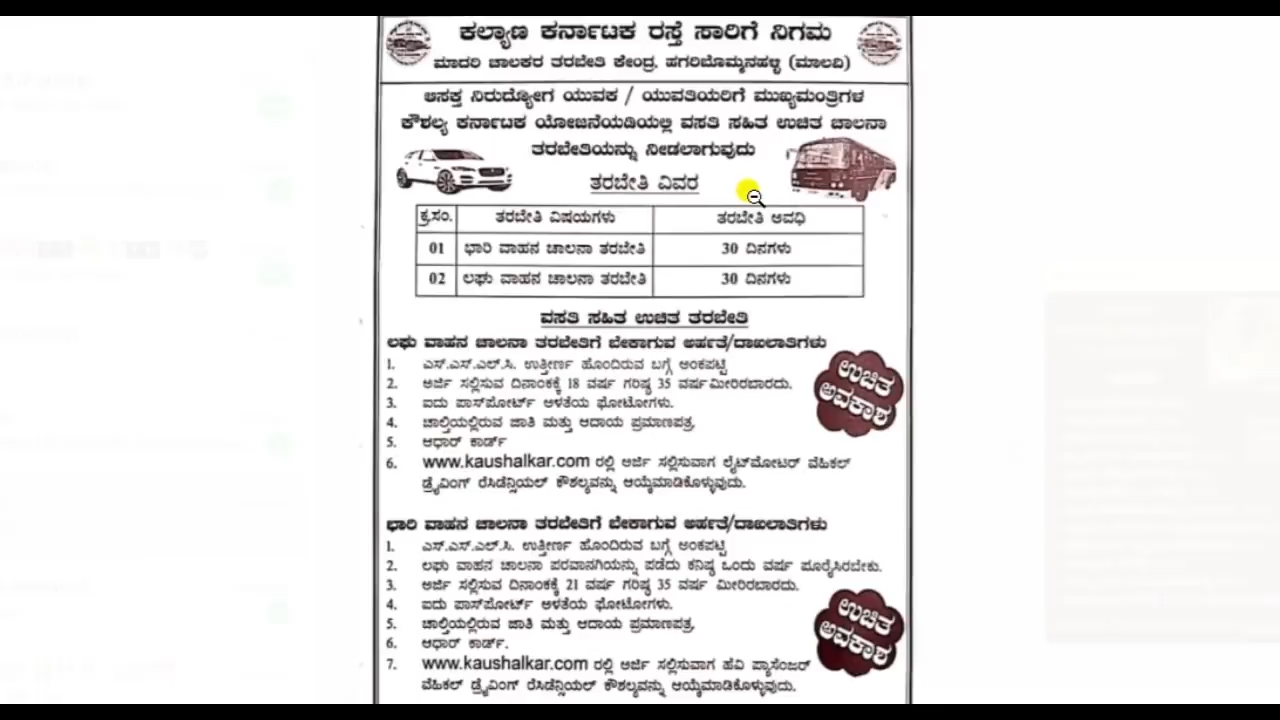 ಕಲ್ಯಾಣ ಕರ್ನಾಟಕ ರಸ್ತೆ ಸಾರಿಗೆ ನಿಗಮ
ಮಾದರಿ ಚಾಲಕರ ತರಬೇತಿ ಕೇಂದ್ರ, ಹಗರಿಬೊಮ್ಮನಹಳ್ಳಿ (ಮಾಲವಿ)
ಆಸಕ್ತ ನಿರುದ್ಯೋಗ ಯುವಕ / ಯುವತಿಯರಿಗೆ ಮುಖ್ಯಮಂತ್ರಿಗಳ
ಕೌಶಲ್ಯ ಕರ್ನಾಟಕ ಯೋಜನೆಯಡಿಯಲ್ಲಿ ವಸತಿ ಸಹಿತ ಉಚಿತ ಚಾಲನಾ
ತರಬೇತಿಯನ್ನು ನೀಡಲಾಗುವುದು
ತರಬೇತಿ ವಿವರ
ಕ್ರ.ಸಂ. ತರಬೇತಿ ವಿಷಯಗಳು ತರಬೇತಿ ಅವಧಿ
01 ಭಾರಿ ವಾಹನ ಚಾಲನಾ ತರಬೇತಿ 30 ದಿನಗಳು
02 ಲಘು ವಾಹನ ಚಾಲನಾ ತರಬೇತಿ 30 ದಿನಗಳು
ವಸತಿ ಸಹಿತ ಉಚಿತ ತರಬೇತಿ
ಲಘು ವಾಹನ ಚಾಲನಾ ತರಬೇತಿಗೆ ಬೇಕಾಗುವ ಅರ್ಹತೆ/ದಾಖಲಾತಿಗಳು
1. ಎಸ್.ಎಸ್.ಎಲ್.ಸಿ. ಉತ್ತೀರ್ಣ ಹೊಂದಿರುವ ಬಗ್ಗೆ ಅಂಕಪಟ್ಟಿ
2. ಅರ್ಜಿ ಸಲ್ಲಿಸುವ ದಿನಾಂಕಕ್ಕೆ 18 ವರ್ಷ ಗರಿಷ್ಠ 35 ವರ್ಷ ಮೀರಿರಬಾರದು.
3. ಐದು ಪಾಸ್‌ಪೋರ್ಟ್ ಅಳತೆಯ ಫೋಟೋಗಳು.
4. ಚಾಲ್ತಿಯಲ್ಲಿರುವ ಜಾತಿ ಮತ್ತು ಆದಾಯ ಪ್ರಮಾಣಪತ್ರ.
5. ಆಧಾರ್ ಕಾರ್ಡ್
6. www.kaushalkar.com ರಲ್ಲಿ ಅರ್ಜಿ ಸಲ್ಲಿಸುವಾಗ ಲೈಟ್‌ಮೋಟರ್ ವೆಹಿಕಲ್
ಡ್ರೈವಿಂಗ್ ರೆಸಿಡೆನ್ಸಿಯಲ್ ಕೌಶಲ್ಯವನ್ನು ಆಯ್ಕೆಮಾಡಿಕೊಳ್ಳುವುದು.
ಉಚಿತ
ಅವಕಾಶ
ಭಾರಿ ವಾಹನ ಚಾಲನಾ ತರಬೇತಿಗೆ ಬೇಕಾಗುವ ಅರ್ಹತೆ/ದಾಖಲಾತಿಗಳು
1. ಎಸ್.ಎಸ್.ಎಲ್.ಸಿ. ಉತ್ತೀರ್ಣ ಹೊಂದಿರುವ ಬಗ್ಗೆ ಅಂಕಪಟ್ಟಿ
2. ಲಘು ವಾಹನ ಚಾಲನಾ ಪರವಾನಗಿಯನ್ನು ಪಡೆದು ಕನಿಷ್ಠ ಒಂದು ವರ್ಷ ಪೂರೈಸಿರಬೇಕು.
3. ಅರ್ಜಿ ಸಲ್ಲಿಸುವ ದಿನಾಂಕಕ್ಕೆ 21 ವರ್ಷ ಗರಿಷ್ಠ 35 ವರ್ಷ ಮೀರಿರಬಾರದು.
4. ಐದು ಪಾಸ್‌ಪೋರ್ಟ್ ಅಳತೆಯ ಫೋಟೋಗಳು.
5. ಚಾಲ್ತಿಯಲ್ಲಿರುವ ಜಾತಿ ಮತ್ತು ಆದಾಯ ಪ್ರಮಾಣಪತ್ರ.
6. ಆಧಾರ್ ಕಾರ್ಡ್.
7. www.kaushalkar.com ರಲ್ಲಿ ಅರ್ಜಿ ಸಲ್ಲಿಸುವಾಗ ಹೆವಿ ಪ್ಯಾಸೆಂಜರ್
ವೆಹಿಕಲ್ ಡ್ರೈವಿಂಗ್ ರೆಸಿಡೆನ್ಸಿಯಲ್ ಕೌಶಲ್ಯವನ್ನು ಆಯ್ಕೆಮಾಡಿಕೊಳ್ಳುವುದು.
ಉಚಿತ
ಅವಕಾಶ